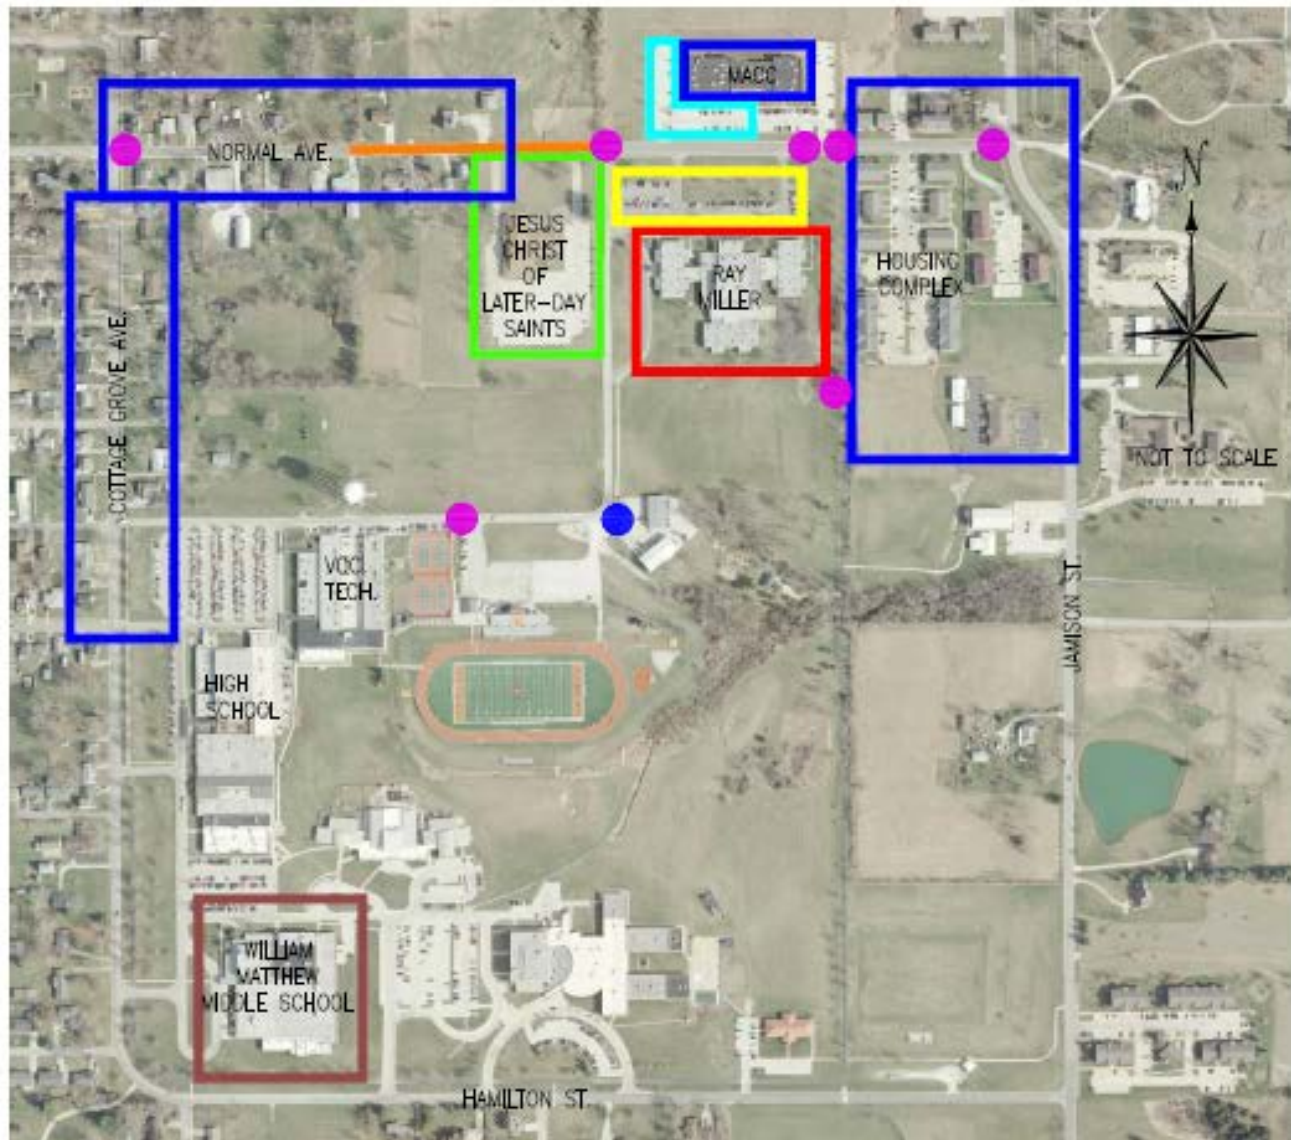 MACC
NORMAL AVE.
JESUS
CHRIST
OF
LATER-DAY
SAINTS
RAY
MILLER
HOUSING
COMPLEX
N
COTTAGE GROVE AVE.
NOT TO SCALE
VOC.
TECH.
JAMISON ST.
HIGH
SCHOOL
WILLIAM
MATTHEW
MIDDLE SCHOOL
HAMILTON ST.